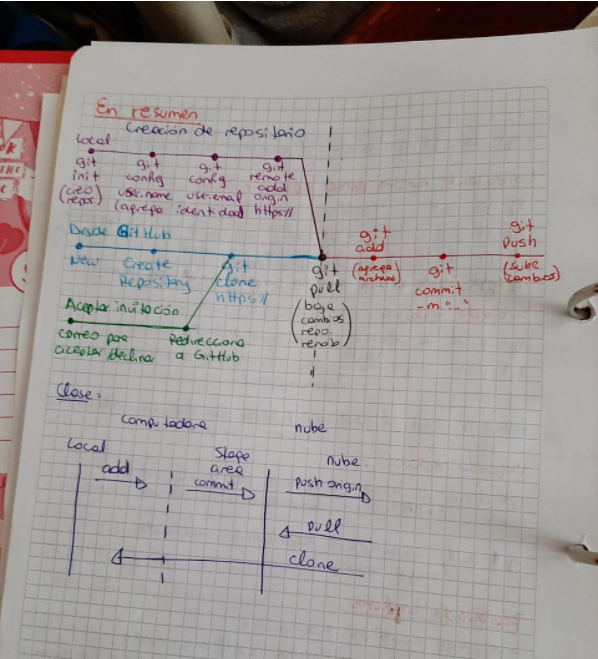 En resumen
Creación de repositorio
Local
git init (creo repos)
git config user.name
git config user.email
(agrega identidad)
git remote add origin https://
Desde GitHub
New
Create Repository
git clone https://
Aceptar invitación
correo para aceptar/declinar
Redirecciona a GitHub
git pull
(baja cambios repo. remoto)
git add
(agrega archivos)
git commit -m "..."
git push
(sube cambios)
Clase:
Computadora
nube
Local
Stage area
nube.
add
commit
push origin
pull
clone